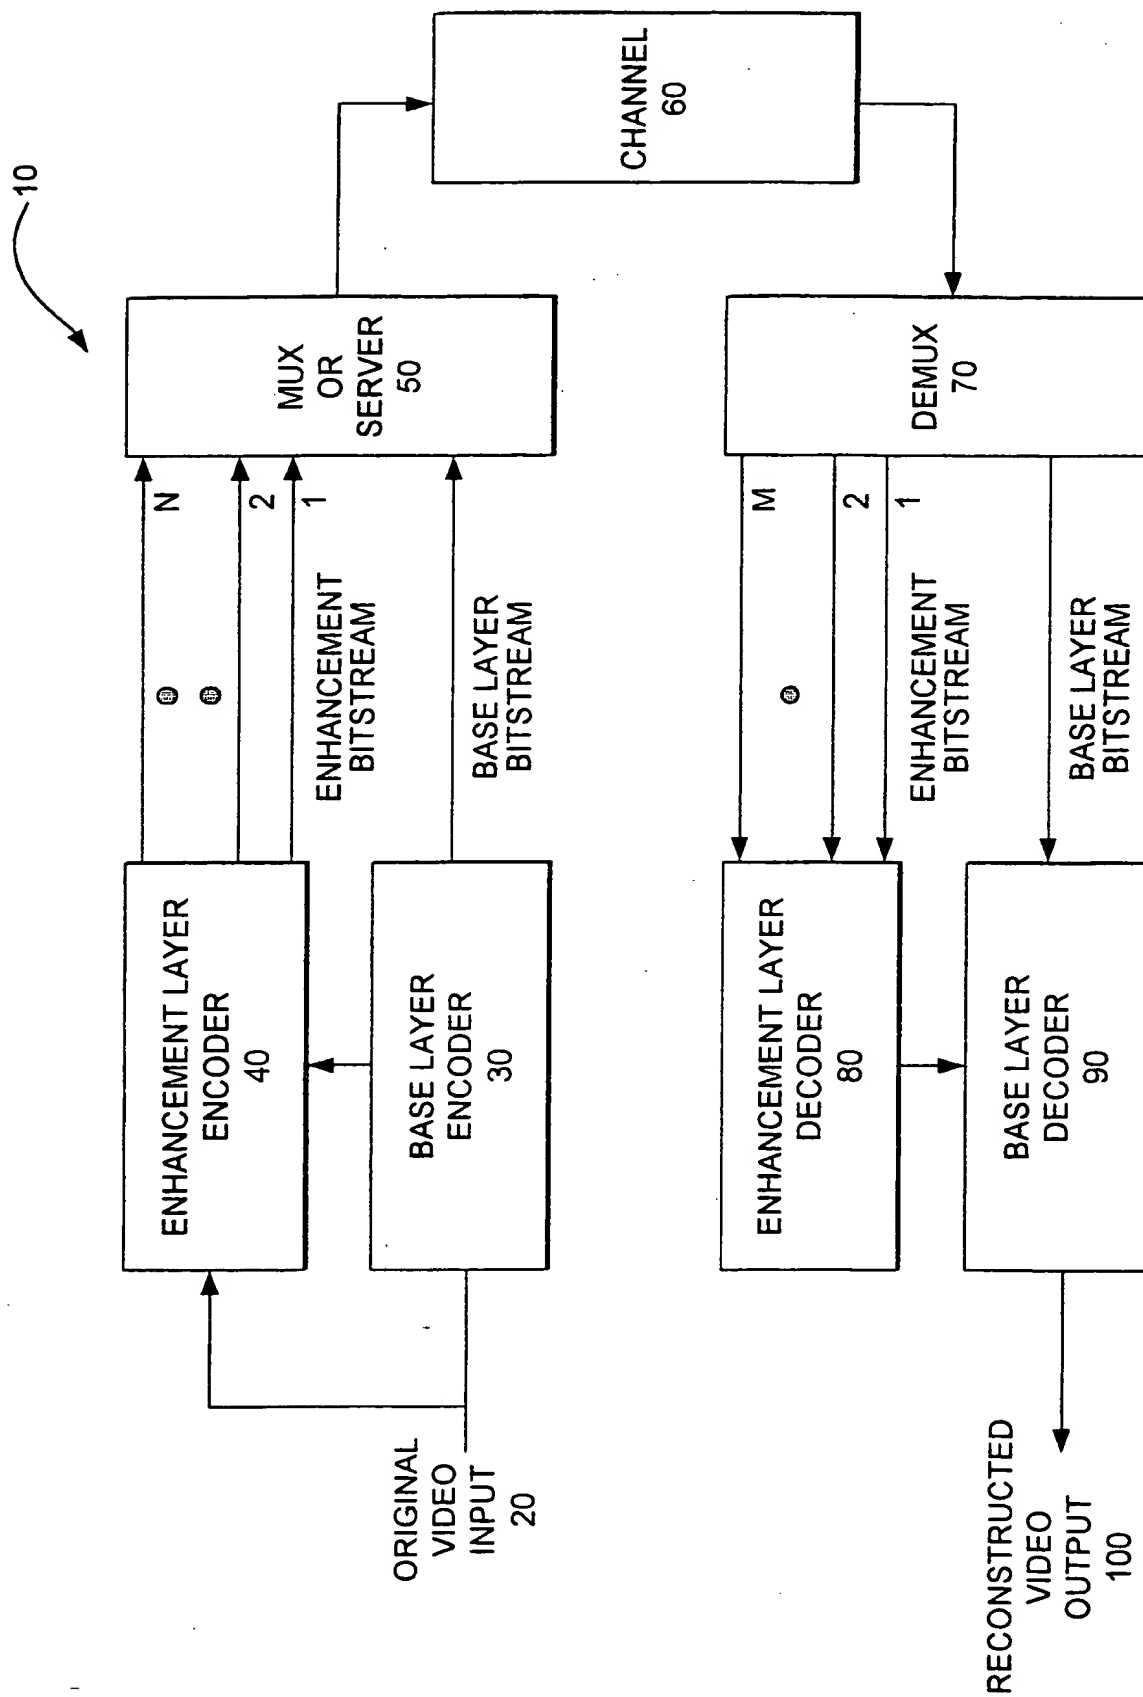 10
ORIGINAL
VIDEO
INPUT
20
ENHANCEMENT LAYER
ENCODER
40
BASE LAYER
ENCODER
30
N
2
1
ENHANCEMENT
BITSTREAM
BASE LAYER
BITSTREAM
MUX
OR
SERVER
50
CHANNEL
60
DEMUX
70
M
2
1
ENHANCEMENT
BITSTREAM
BASE LAYER
BITSTREAM
ENHANCEMENT LAYER
DECODER
80
BASE LAYER
DECODER
90
RECONSTRUCTED
VIDEO
OUTPUT
100